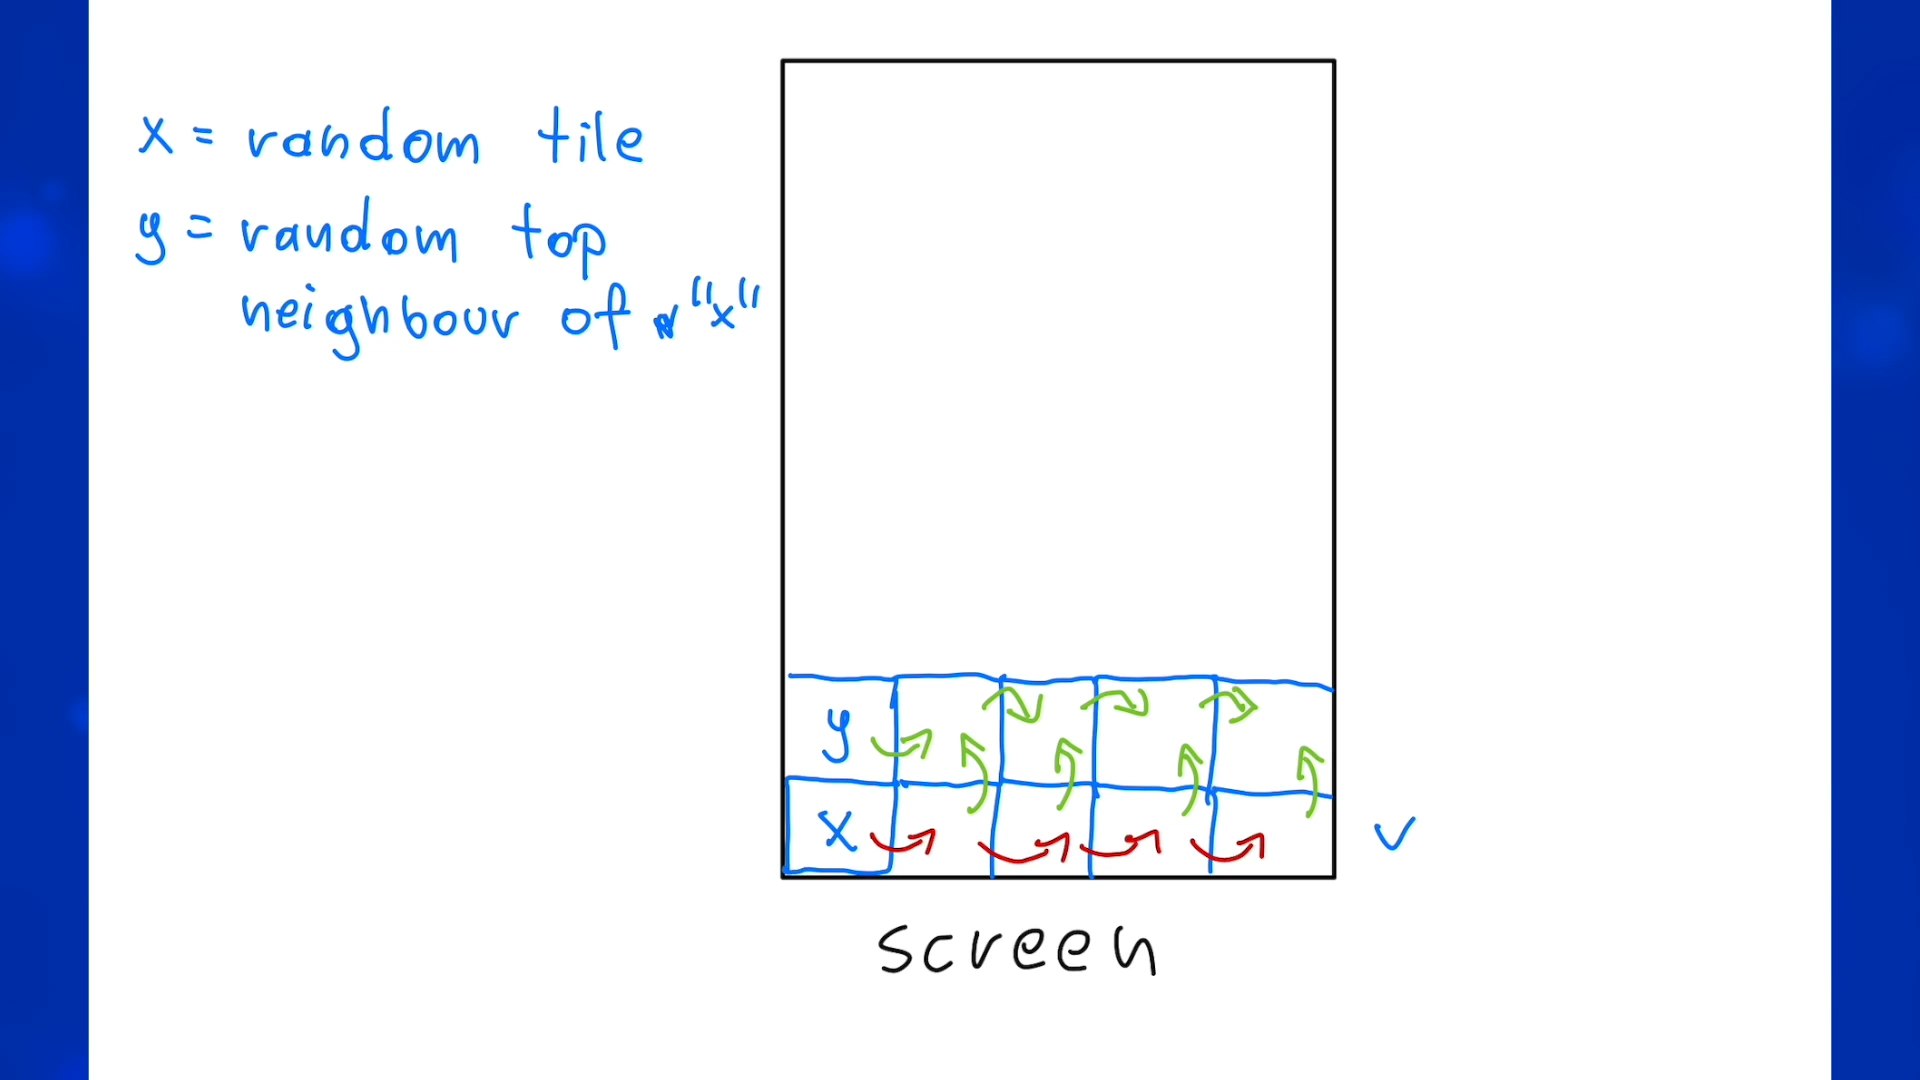 x = random tile
y = random top
neighbour of "x"
y
x
v
screen